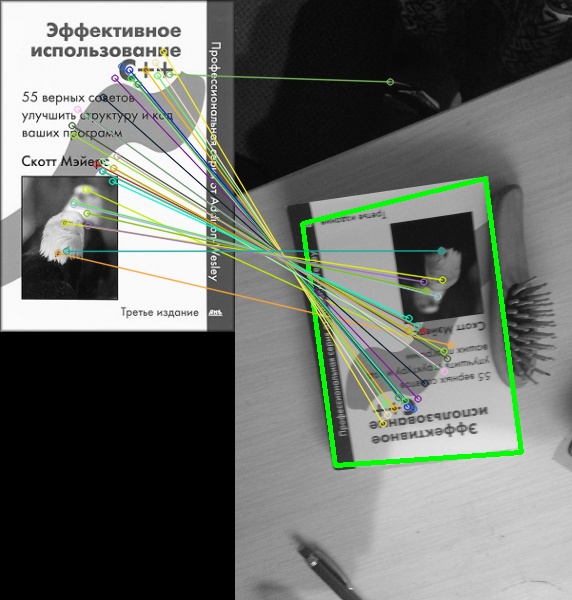 Эффективное
использование
C++
55 верных советов
улучшить структуру и код
ваших программ
Скотт Мэйерс
Третье издание
Профессиональная серия от Addison-Wesley
Третье издание
Скотт Мэйерс
ваших программ
улучшить структуру и код
55 верных советов
C++
использование
Эффективное
Профессиональная серия